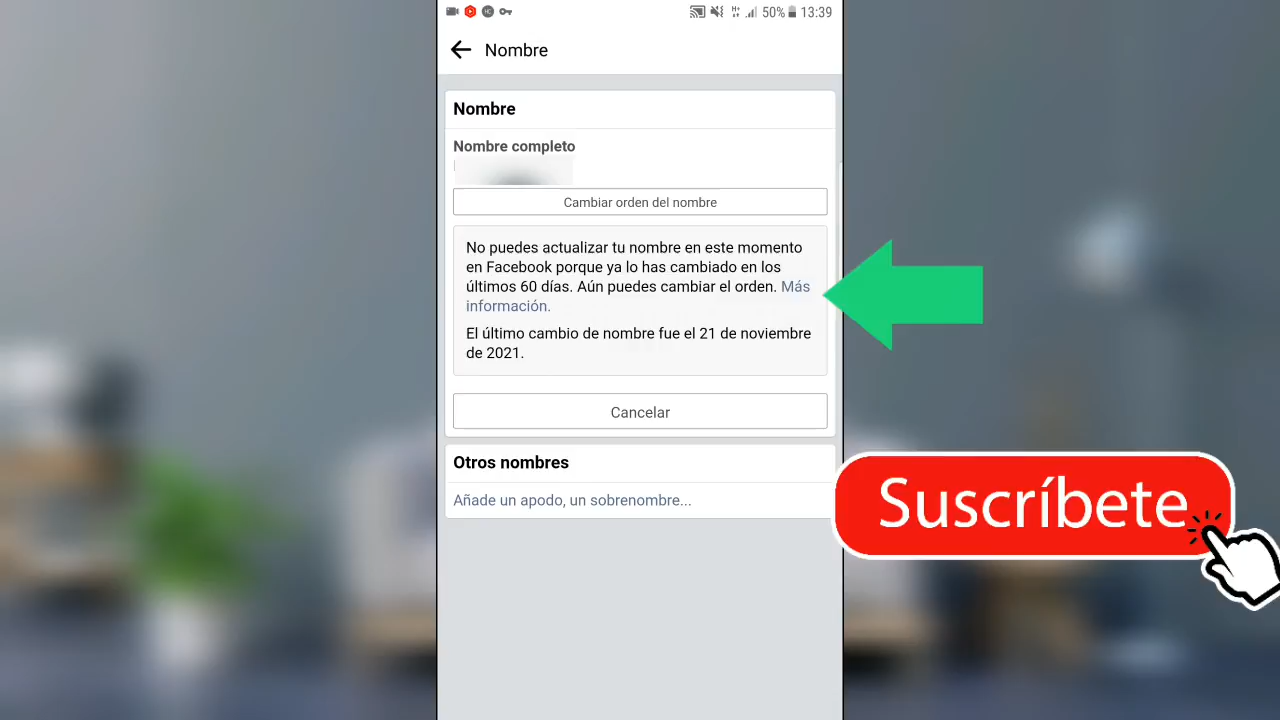 50% 13:39
Nombre
Nombre
Nombre completo
Cambiar orden del nombre
No puedes actualizar tu nombre en este momento
en Facebook porque ya lo has cambiado en los
últimos 60 días. Aún puedes cambiar el orden. Más
información.
El último cambio de nombre fue el 21 de noviembre
de 2021.
Cancelar
Otros nombres
Añade un apodo, un sobrenombre...
Suscríbete